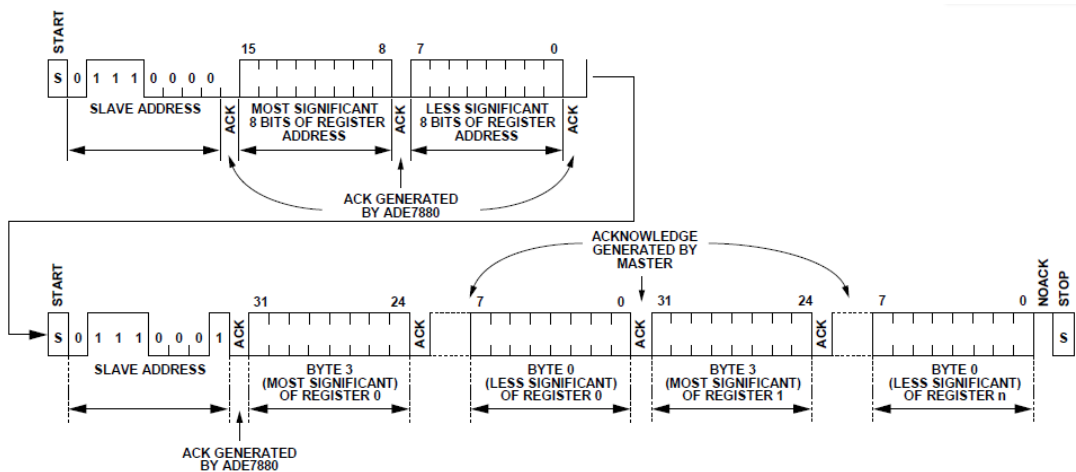 START
15 8 7 0
S 0 1 1 1 0 0 0 0
SLAVE ADDRESS
ACK
MOST SIGNIFICANT
8 BITS OF REGISTER
ADDRESS
ACK
LESS SIGNIFICANT
8 BITS OF REGISTER
ADDRESS
ACK
ACK GENERATED
BY ADE7880
ACKNOWLEDGE
GENERATED BY
MASTER
START
31 24 7 0 31 24 7 0
NOACK
STOP
S 0 1 1 1 0 0 0 1
ACK
ACK
ACK
ACK
S
SLAVE ADDRESS
BYTE 3
(MOST SIGNIFICANT)
OF REGISTER 0
BYTE 0
(LESS SIGNIFICANT)
OF REGISTER 0
BYTE 3
(MOST SIGNIFICANT)
OF REGISTER 1
BYTE 0
(LESS SIGNIFICANT)
OF REGISTER n
ACK GENERATED
BY ADE7880